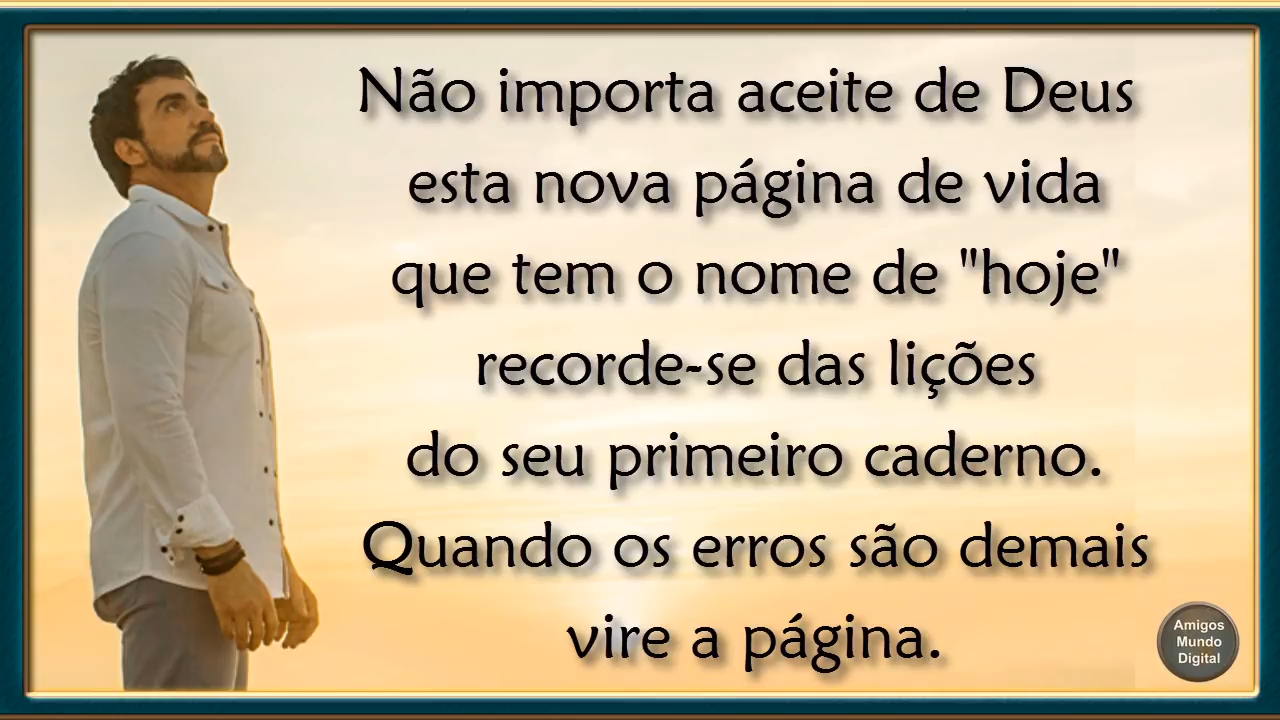 Não importa aceite de Deus
esta nova página de vida
que tem o nome de "hoje"
recorde-se das lições
do seu primeiro caderno.
Quando os erros são demais
vire a página.
Amigos
Mundo
Digital